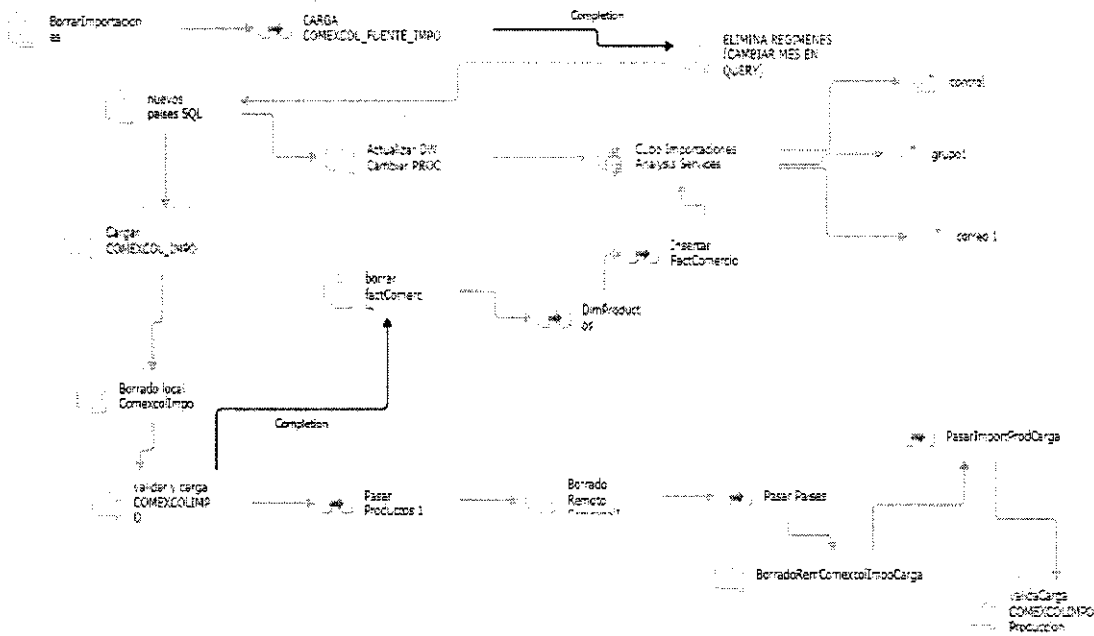 BorrarImportacion
es
CARGA
COMEXCOL_FUENTE_IMPO
Completion
ELIMINA REGIMENES
(CAMBIAR MES EN
QUERY)
control
nuevos
paises SQL
Actualizar DW
Cambiar PROC
Cubo Importaciones
Analysis Services
grupo1
Cargar
COMEXCOL_IMPO
correo 1
Insertar
FactComercio
borrar
factComerc
DimProduct
os
Borrado local
ComexcolImpo
Completion
PasarImportProdCarga
validar y carga
COMEXCOLIMP
O
Pasar
Productos 1
Borrado
Remoto
Pasar Paises
BorradoRemComexcolImpoCarga
validaCarga
COMEXCOLIMPO
Produccion